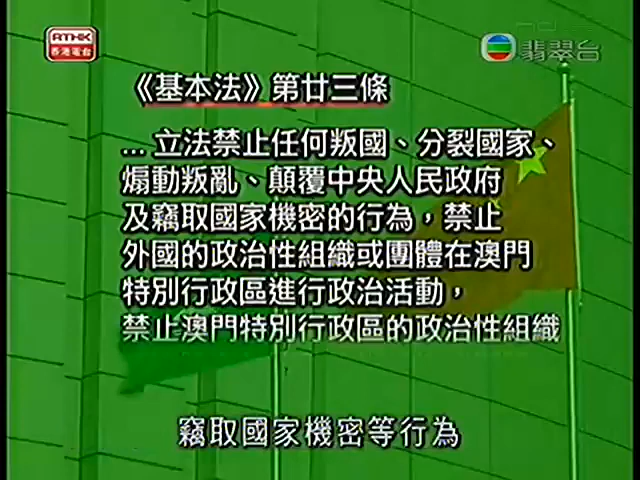 RTHK
香港電台
翡翠台
《基本法》第廿三條
... 立法禁止任何叛國、分裂國家、
煽動叛亂、顛覆中央人民政府
及竊取國家機密的行為，禁止
外國的政治性組織或團體在澳門
特別行政區進行政治活動，
禁止澳門特別行政區的政治性組織
竊取國家機密等行為